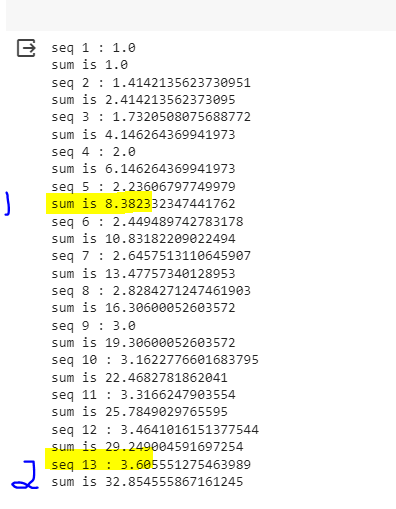 seq 1 : 1.0
sum is 1.0
seq 2 : 1.4142135623730951
sum is 2.414213562373095
seq 3 : 1.7320508075688772
sum is 4.146264369941973
seq 4 : 2.0
sum is 6.146264369941973
seq 5 : 2.23606797749979
1 sum is 8.382332347441762
seq 6 : 2.449489742783178
sum is 10.83182209022494
seq 7 : 2.6457513110645907
sum is 13.47757340128953
seq 8 : 2.8284271247461903
sum is 16.30600052603572
seq 9 : 3.0
sum is 19.30600052603572
seq 10 : 3.1622776601683795
sum is 22.4682781862041
seq 11 : 3.3166247903554
sum is 25.7849029765595
seq 12 : 3.4641016151377544
sum is 29.249004591697254
2 seq 13 : 3.605551275463989
sum is 32.854555867161245